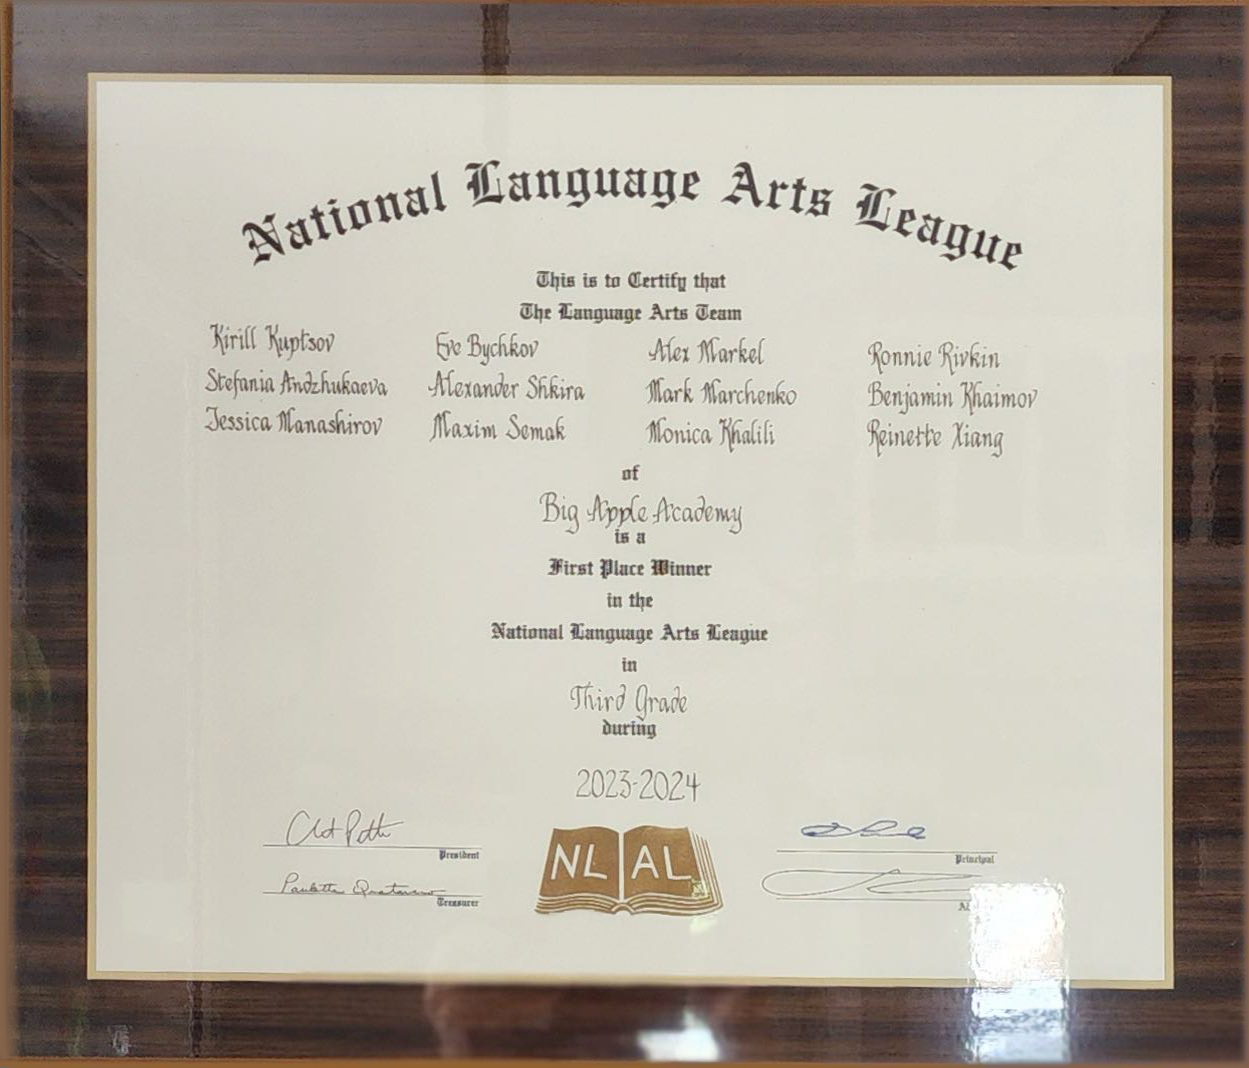 National Language Arts League
This is to Certify that
The Language Arts Team
Kirill Kuptsov Eve Bychkov Alex Markel Ronnie Rivkin
Stefania Andzhukaeva Alexander Shkira Mark Marchenko Benjamin Khaimov
Jessica Manashirov Maxim Semak Monica Khalili Reinette Xiang
of
Big Apple Academy
is a
First Place Winner
in the
National Language Arts League
in
Third Grade
during
2023-2024
President
Principal
Paulette
Treasurer
NL AL